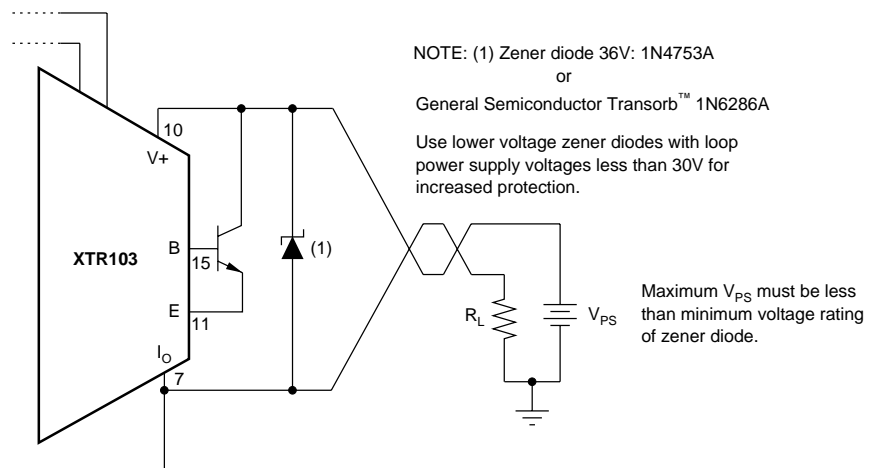 NOTE: (1) Zener diode 36V: 1N4753A
or
General Semiconductor Transorb™ 1N6286A
Use lower voltage zener diodes with loop
power supply voltages less than 30V for
increased protection.
10
V+
XTR103
B
15
(1)
E
11
IO
7
RL
VPS
Maximum VPS must be less
than minimum voltage rating
of zener diode.